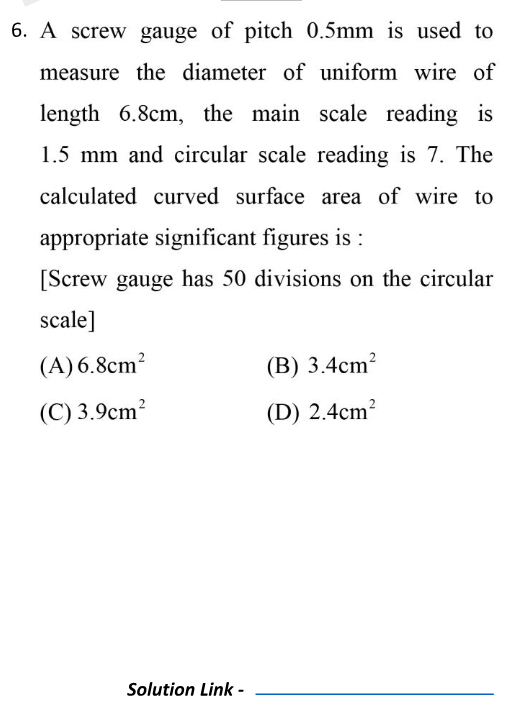 6. A screw gauge of pitch 0.5mm is used to
measure the diameter of uniform wire of
length 6.8cm, the main scale reading is
1.5 mm and circular scale reading is 7. The
calculated curved surface area of wire to
appropriate significant figures is :
[Screw gauge has 50 divisions on the circular
scale]
(A) 6.8cm² (B) 3.4cm²
(C) 3.9cm² (D) 2.4cm²
Solution Link -